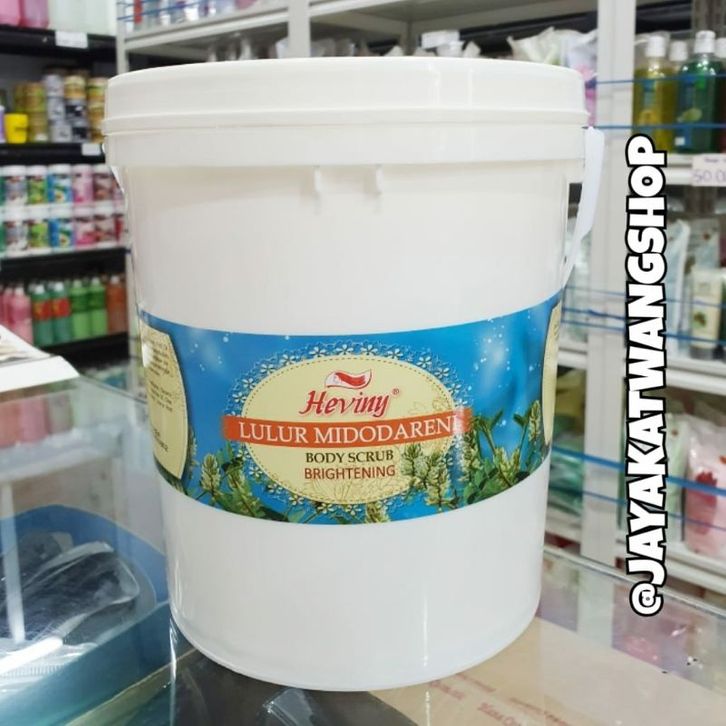 Heviny®
LULUR MIDODARENI
BODY SCRUB
BRIGHTENING
@JAYAKATWANGSHOP